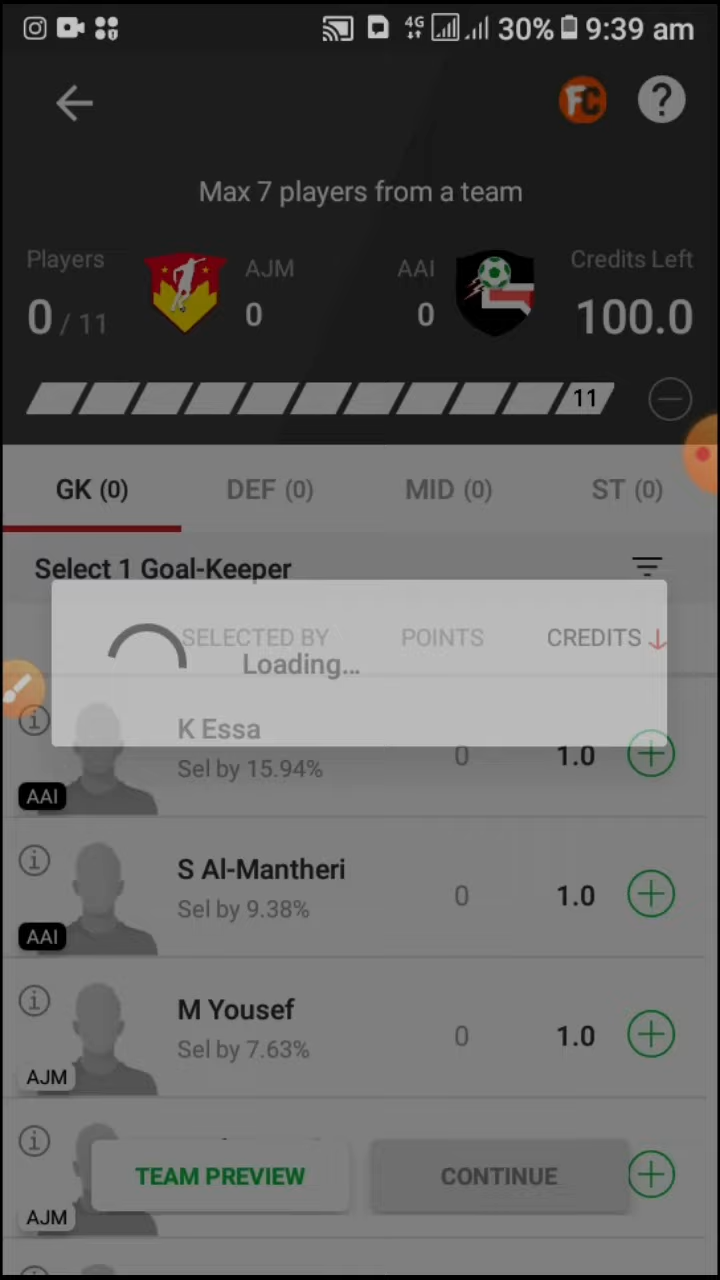 4G 30% 9:39 am
FC ?
Max 7 players from a team
Players AJM AAI Credits Left
0 / 11 0 0 100.0
11
GK (0) DEF (0) MID (0) ST (0)
Select 1 Goal-Keeper
SELECTED BY POINTS CREDITS
Loading...
K Essa
Sel by 15.94% 0 1.0
AAI
S Al-Mantheri
Sel by 9.38% 0 1.0
AAI
M Yousef
Sel by 7.63% 0 1.0
AJM
TEAM PREVIEW CONTINUE
AJM